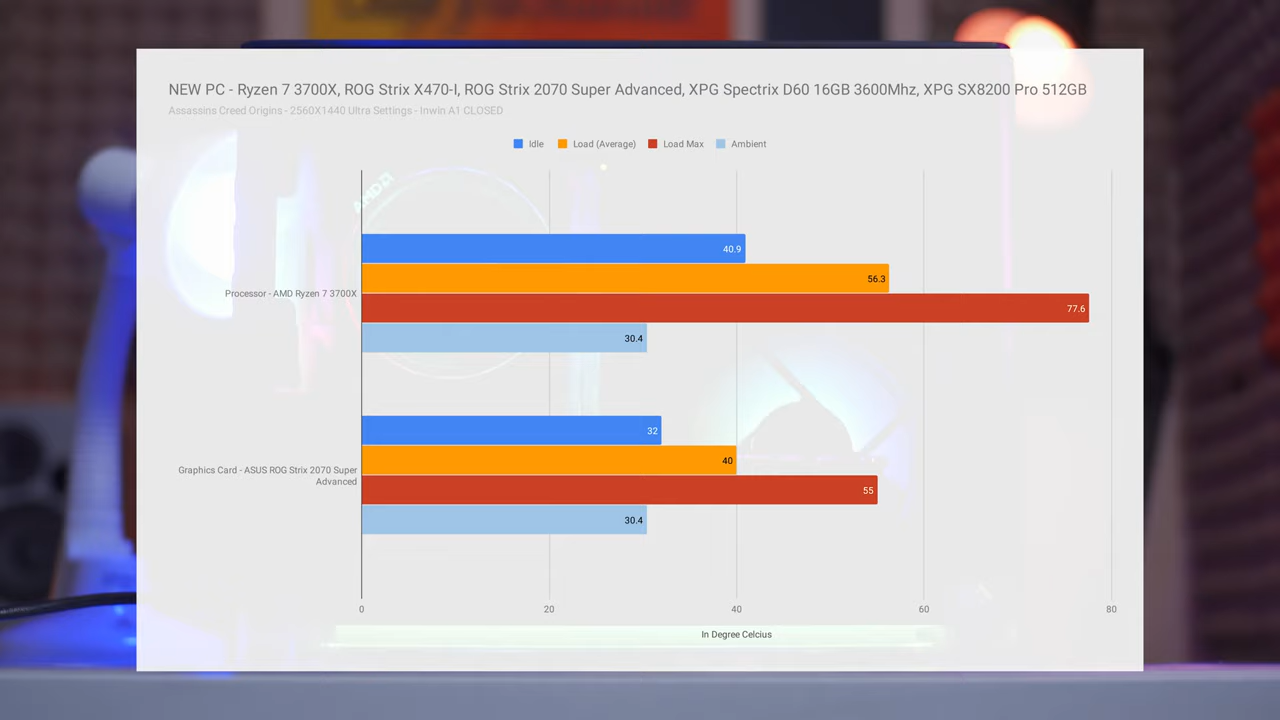 NEW PC - Ryzen 7 3700X, ROG Strix X470-I, ROG Strix 2070 Super Advanced, XPG Spectrix D60 16GB 3600Mhz, XPG SX8200 Pro 512GB
Assassins Creed Origins - 2560X1440 Ultra Settings - Inwin A1 CLOSED
Idle Load (Average) Load Max Ambient
AMD
40.9
56.3
Processor - AMD Ryzen 7 3700X
77.6
30.4
32
40
Graphics Card - ASUS ROG Strix 2070 Super
Advanced
55
30.4
0 20 40 60 80
In Degree Celcius